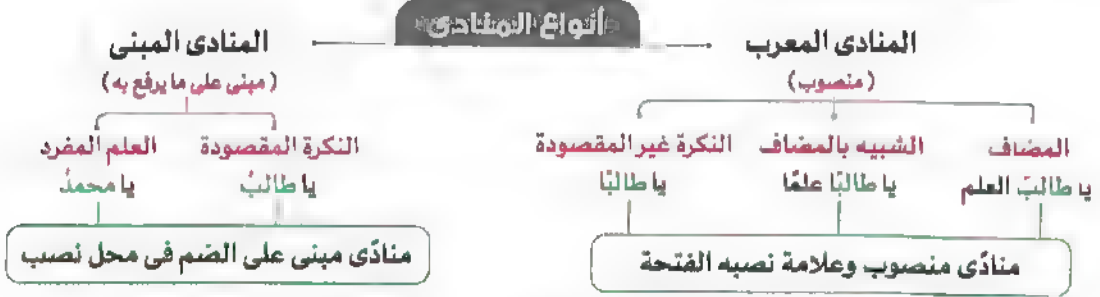 أنواع المنادى
المنادى المعرب
(منصوب)
المضاف
يا طالبَ العلم
الشبيه بالمضاف
يا طالبًا علمًا
النكرة غير المقصودة
يا طالبًا
منادًى منصوب وعلامة نصبه الفتحة
المنادى المبنى
(مبنى على ما يرفع به)
النكرة المقصودة
يا طالبُ
العلم المفرد
يا محمدُ
منادًى مبنى على الضم فى محل نصب